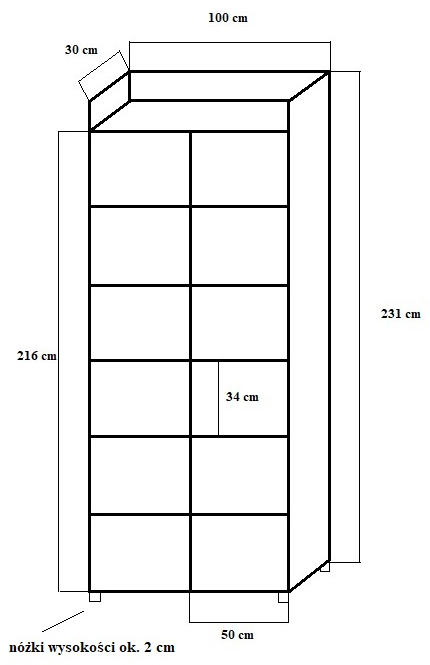 100 cm
30 cm
231 cm
216 cm
34 cm
50 cm
nóżki wysokości ok. 2 cm